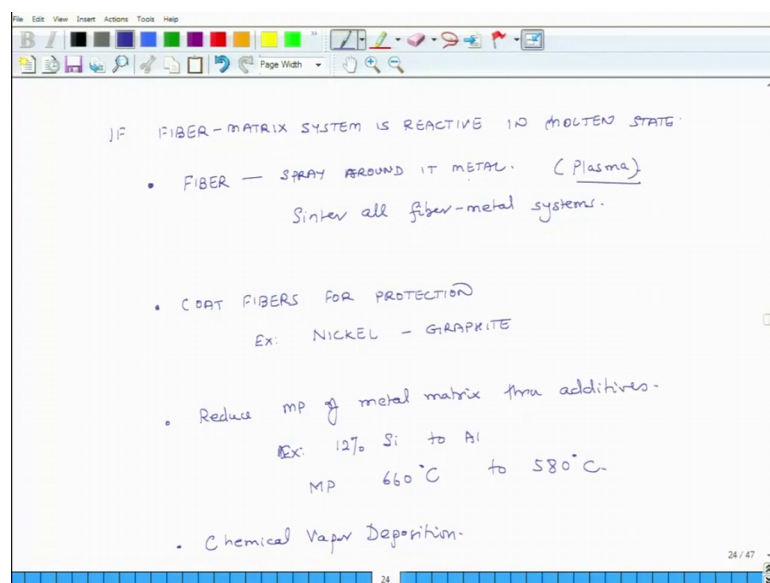 File Edit View Insert Actions Tools Help
B I
Page Width
IF FIBER-MATRIX SYSTEM IS REACTIVE IN MOLTEN STATE.
• FIBER — SPRAY AROUND IT METAL. (Plasma)
Sinter all fiber-metal systems.
• COAT FIBERS FOR PROTECTION
Ex: NICKEL - GRAPHITE
• Reduce MP of metal matrix thru additives-
Ex: 12% Si to Al
MP 660°C to 580°C
• Chemical Vapor Deposition.
24 / 47
24